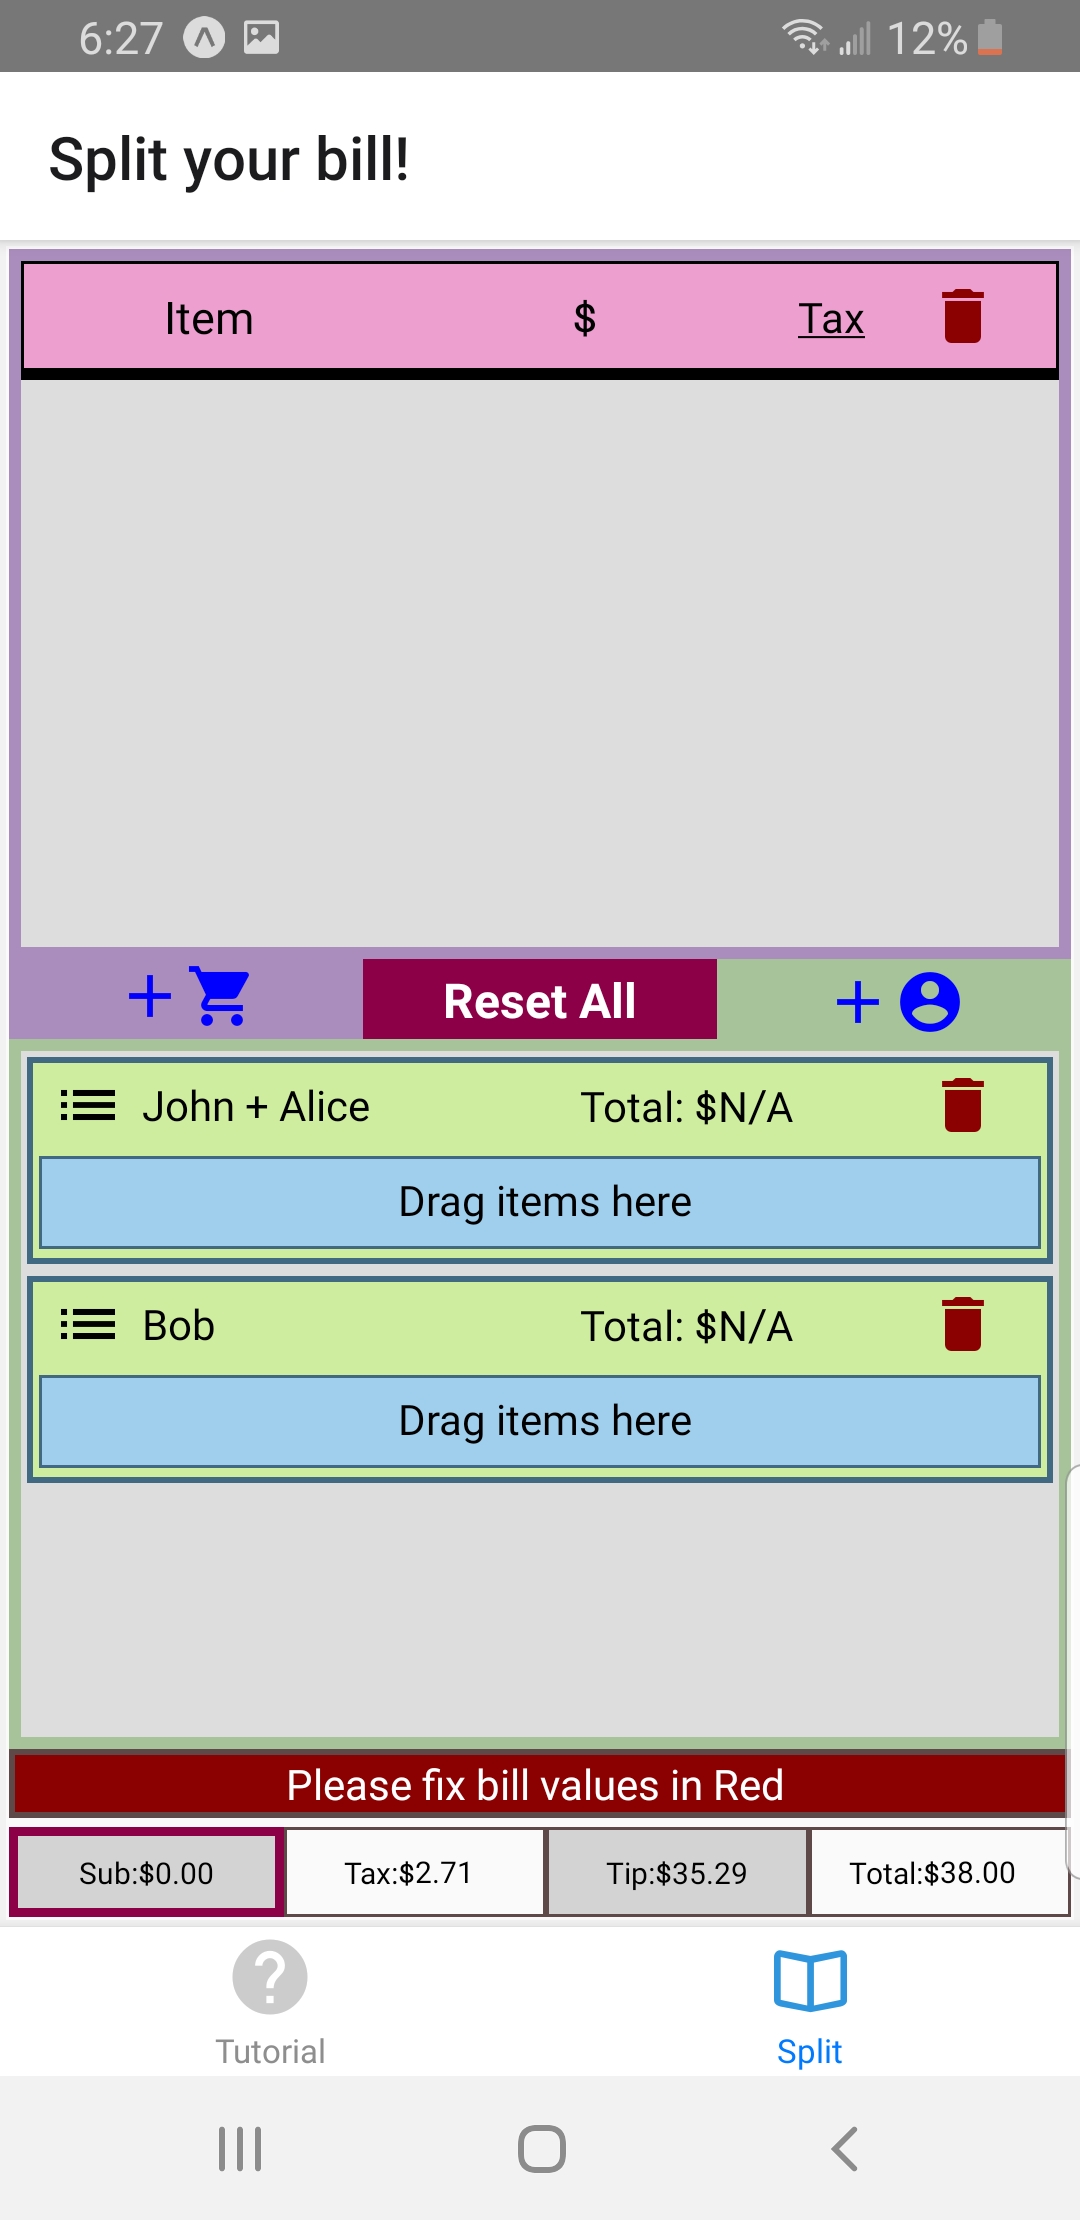 6:27 12%
Split your bill!
Item $ Tax
Reset All
John + Alice Total: $N/A
Drag items here
Bob Total: $N/A
Drag items here
Please fix bill values in Red
Sub:$0.00 Tax:$2.71 Tip:$35.29 Total:$38.00
Tutorial Split